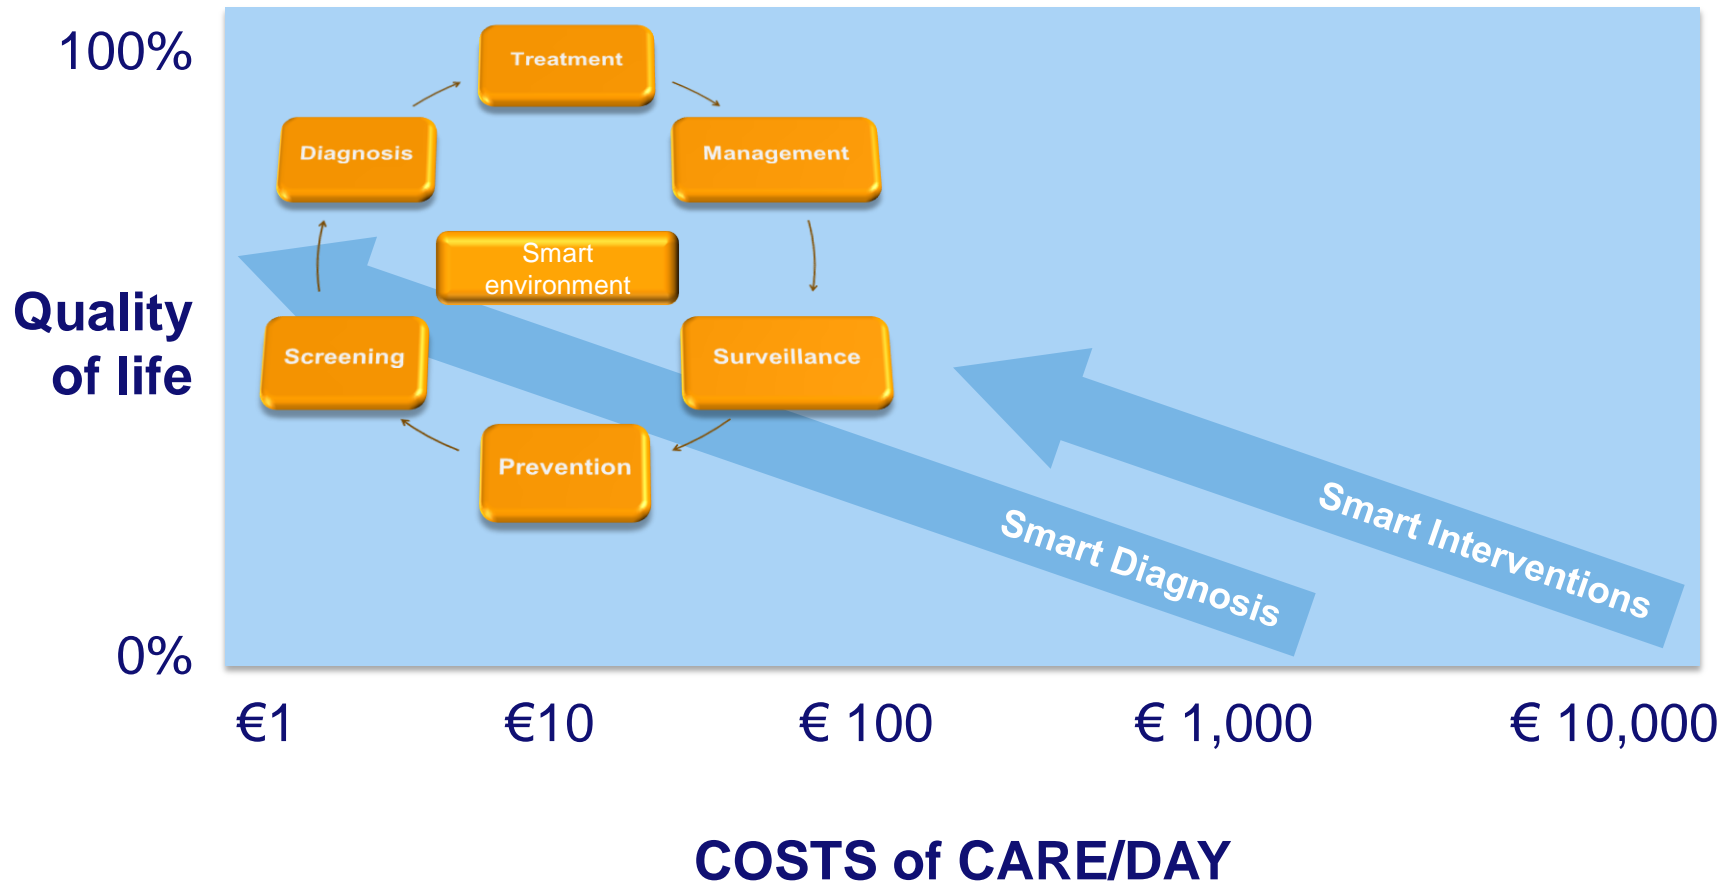 100%
Treatment
Diagnosis
Management
Smart
environment
Quality
of life
Screening
Surveillance
Prevention
Smart Diagnosis
Smart Interventions
0%
€1
€10
€ 100
€ 1,000
€ 10,000
COSTS of CARE/DAY